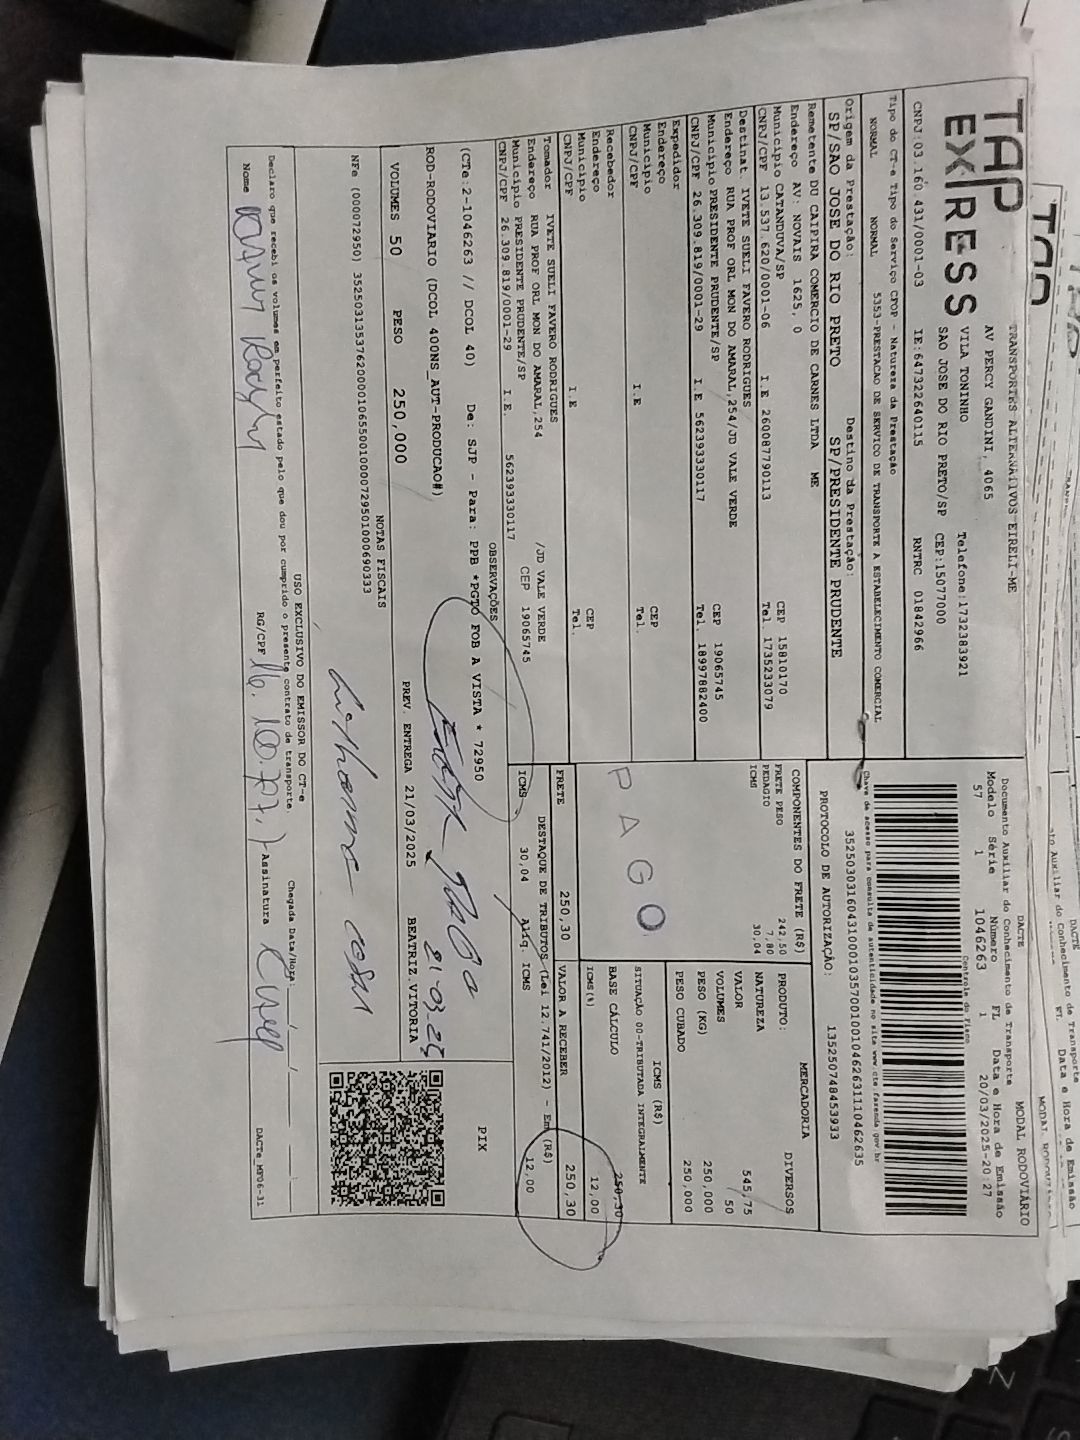 TAP
EXPRESS
TRANSPORTES ALTERNATIVOS EIRELI-ME
AV PERCY GANDINI, 4065
VILA TONINHO Telefone:1732383921
SAO JOSE DO RIO PRETO/SP CEP:15077000
CNPJ:03.160.431/0001-03 IE:647322640115 RNTRC 01842966
DACTE MODAL RODOVIÁRIO
Documento Auxiliar do Conhecimento de Transporte
Modelo Série Número FL Data e Hora de Emissão
57 1 1046263 1 20/03/2025-20:27
Controle do Fisco
Chave de acesso para consulta de autenticidade no site www.cte.fazenda.gov.br
35250303160431000103570010010462631110462635
PROTOCOLO DE AUTORIZAÇÃO: 135250748453933
Tipo do CT-e Tipo do Serviço CFOP - Natureza da Prestação
NORMAL NORMAL 5353-PRESTACAO DE SERVICO DE TRANSPORTE A ESTABELECIMENTO COMERCIAL
Origem da Prestação: Destino da Prestação:
SP/SAO JOSE DO RIO PRETO SP/PRESIDENTE PRUDENTE
Remetente DU CAIPIRA COMERCIO DE CARNES LTDA ME
Endereço AV: NOVAIS 1625, 0
Município CATANDUVA/SP CEP 15810170
CNPJ/CPF 13.537.620/0001-06 I.E 260087790113 Tel. 1735233079
Destinat IVETE SUELI FAVERO RODRIGUES
Endereço RUA PROF ORL MON DO AMARAL,254/JD VALE VERDE
Município PRESIDENTE PRUDENTE/SP CEP 19065745
CNPJ/CPF 26.309.819/0001-29 I.E 562393330117 Tel. 18997882400
Expedidor
Endereço
Município CEP
CNPJ/CPF I.E Tel.
Recebedor
Endereço
Município CEP
CNPJ/CPF I.E Tel.
Tomador IVETE SUELI FAVERO RODRIGUES
Endereço RUA PROF ORL MON DO AMARAL,254 /JD VALE VERDE
Município PRESIDENTE PRUDENTE/SP CEP 19065745
CNPJ/CPF 26.309.819/0001-29 I.E. 562393330117
COMPONENTES DO FRETE (R$)
FRETE PESO 242,50
PEDAGIO 7,80
ICMS 30,04
PAGO
MERCADORIA
PRODUTO: DIVERSOS
NATUREZA
VALOR 545,75
VOLUMES 50
PESO (KG) 250,000
PESO CUBADO 250,000
ICMS (R$)
SITUAÇÃO 00-TRIBUTADA INTEGRALMENTE
BASE CÁLCULO 250,30
ICMS(%) 12,00
FRETE 250,30 VALOR A RECEBER 250,30
DESTAQUE DE TRIBUTOS (Lei 12.741/2012) - Em (R$)
ICMS 30,04 Alíq. ICMS 12,00
OBSERVAÇÕES
(CTe:2-1046263 // DCOL 40) De: SJP - Para: PPB *PGTO FOB A VISTA * 72950
ROD-RODOVIARIO (DCOL 400NS_AUT-PRODUCAO#)
21-03.25
PIX
VOLUMES 50 PESO 250,000 PREV. ENTREGA 21/03/2025 BEATRIZ.VITORIA
NOTAS FISCAIS
NFe (000072950) 35250313537620000106550010000729501000690333
USO EXCLUSIVO DO EMISSOR DO CT-e
Declaro que recebi os volumes em perfeito estado pelo que dou por cumprido o presente contrato de transporte. Chegada Data/Hora: / /
Nome RG/CPF Assinatura
DACTe_MP06-31